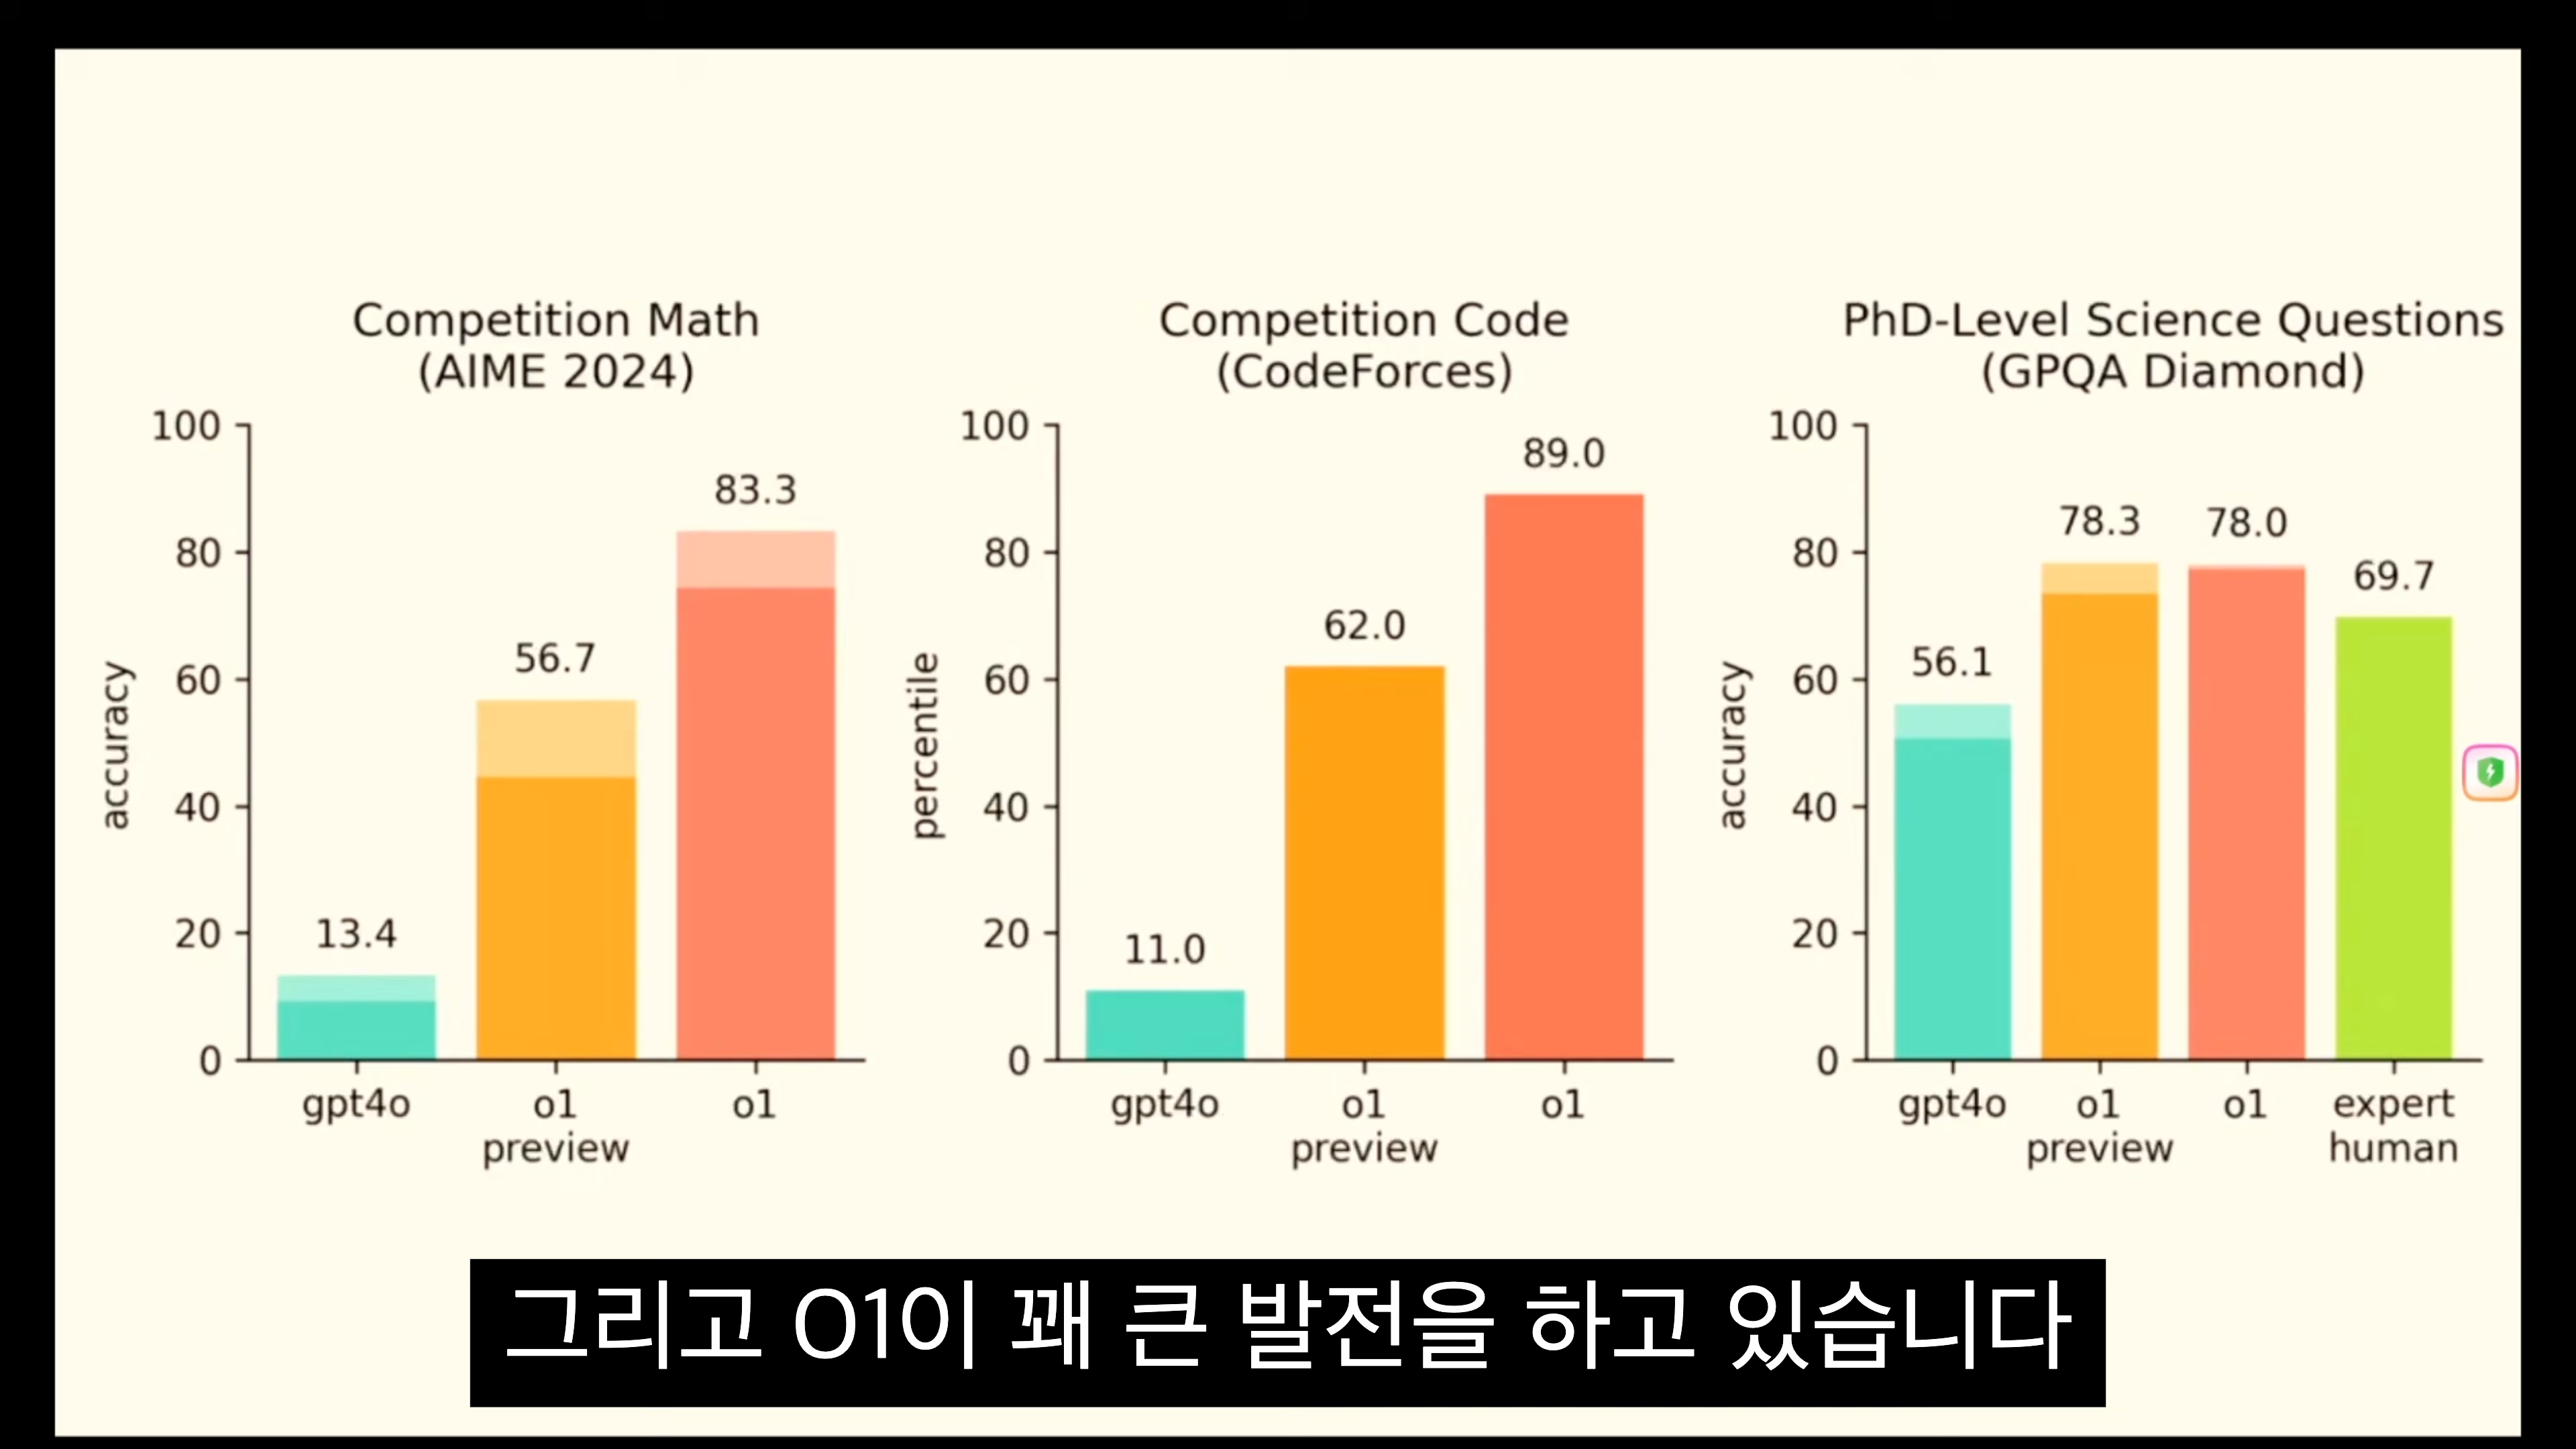 Competition Math
(AIME 2024)
100
80
60
40
20
0
accuracy
13.4
56.7
83.3
gpt4o
o1
preview
o1
Competition Code
(CodeForces)
100
80
60
40
20
0
percentile
11.0
62.0
89.0
gpt4o
o1
preview
o1
PhD-Level Science Questions
(GPQA Diamond)
100
80
60
40
20
0
accuracy
56.1
78.3
78.0
69.7
gpt4o
o1
preview
o1
expert
human
그리고 O1이 꽤 큰 발전을 하고 있습니다